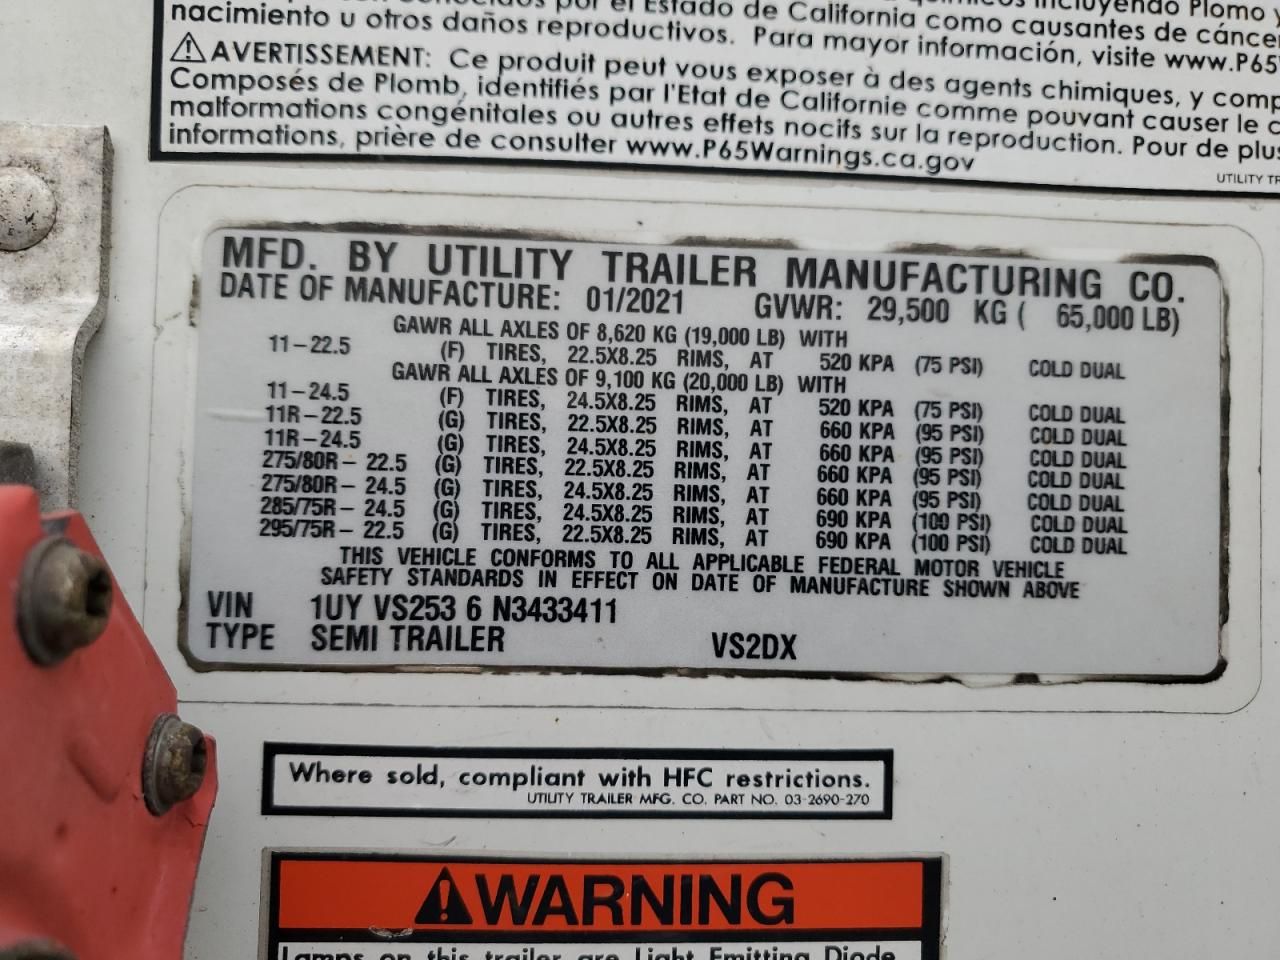 nacimiento u otros daños reproductivos. Para mayor información, visite www.P65
⚠AVERTISSEMENT: Ce produit peut vous exposer à des agents chimiques, y
Composés de Plomb, identifiés par l'Etat de Californie comme pouvant causer le
malformations congénitales ou autres effets nocifs sur la reproduction. Pour de
informations, prière de consulter www.P65Warnings.ca.gov
UTILITY
MFD. BY UTILITY TRAILER MANUFACTURING CO.
DATE OF MANUFACTURE: 01/2021 GVWR: 29,500 KG ( 65,000 LB)
GAWR ALL AXLES OF 8,620 KG (19,000 LB) WITH
11-22.5 (F) TIRES, 22.5X8.25 RIMS, AT 520 KPA (75 PSI) COLD DUAL
GAWR ALL AXLES OF 9,100 KG (20,000 LB) WITH
11-24.5 (F) TIRES, 24.5X8.25 RIMS, AT 520 KPA (75 PSI) COLD DUAL
11R-22.5 (G) TIRES, 22.5X8.25 RIMS, AT 660 KPA (95 PSI) COLD DUAL
11R-24.5 (G) TIRES, 24.5X8.25 RIMS, AT 660 KPA (95 PSI) COLD DUAL
275/80R- 22.5 (G) TIRES, 22.5X8.25 RIMS, AT 660 KPA (95 PSI) COLD DUAL
275/80R- 24.5 (G) TIRES, 24.5X8.25 RIMS, AT 660 KPA (95 PSI) COLD DUAL
285/75R- 24.5 (G) TIRES, 24.5X8.25 RIMS, AT 690 KPA (100 PSI) COLD DUAL
295/75R- 22.5 (G) TIRES, 22.5X8.25 RIMS, AT 690 KPA (100 PSI) COLD DUAL
THIS VEHICLE CONFORMS TO ALL APPLICABLE FEDERAL MOTOR VEHICLE
SAFETY STANDARDS IN EFFECT ON DATE OF MANUFACTURE SHOWN ABOVE
VIN 1UY VS253 6 N3433411
TYPE SEMI TRAILER VS2DX
Where sold, compliant with HFC restrictions.
UTILITY TRAILER MFG. CO. PART NO. 03-2690-270
⚠WARNING
Lamps on this trailer are Light Emitting Diode